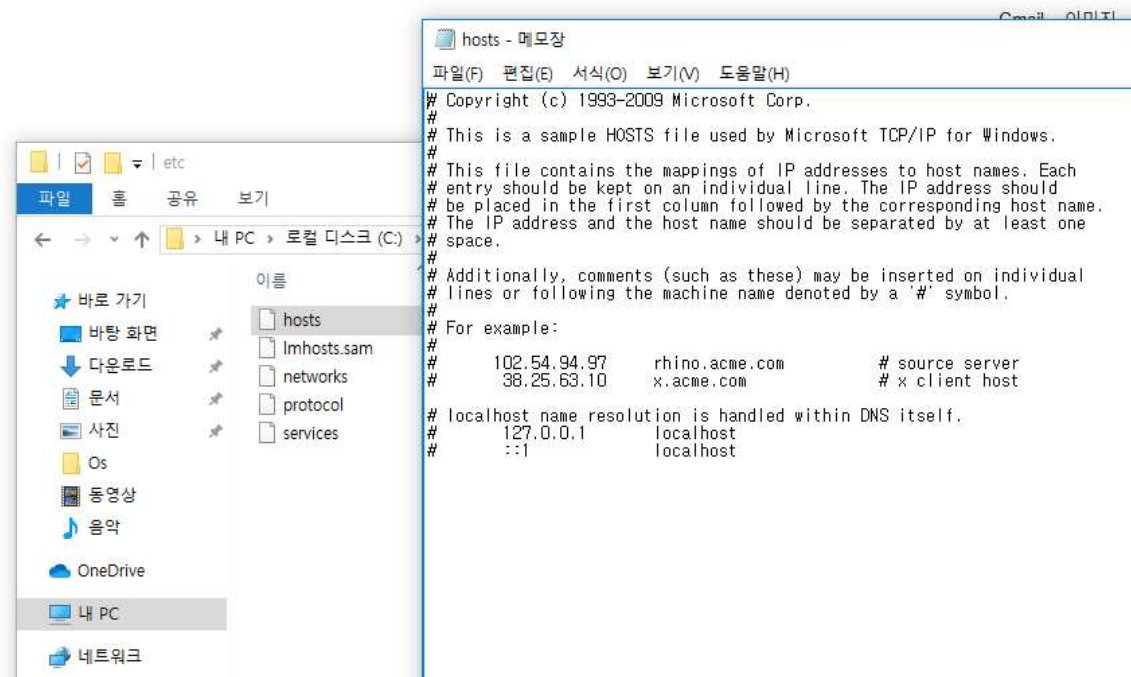 Gmail 이미지
hosts - 메모장
파일(F) 편집(E) 서식(O) 보기(V) 도움말(H)
# Copyright (c) 1993-2009 Microsoft Corp.
#
# This is a sample HOSTS file used by Microsoft TCP/IP for Windows.
#
# This file contains the mappings of IP addresses to host names. Each
# entry should be kept on an individual line. The IP address should
# be placed in the first column followed by the corresponding host name.
# The IP address and the host name should be separated by at least one
# space.
#
# Additionally, comments (such as these) may be inserted on individual
# lines or following the machine name denoted by a '#' symbol.
#
# For example:
#
# 102.54.94.97 rhino.acme.com # source server
# 38.25.63.10 x.acme.com # x client host
# localhost name resolution is handled within DNS itself.
# 127.0.0.1 localhost
# ::1 localhost
etc
파일 홈 공유 보기
내 PC > 로컬 디스크 (C:) >
이름
바로 가기
바탕 화면
다운로드
문서
사진
Os
동영상
음악
OneDrive
내 PC
네트워크
hosts
lmhosts.sam
networks
protocol
services